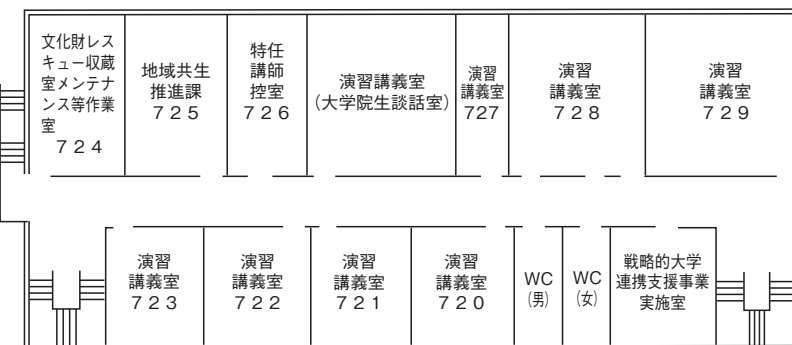 文化財レス
キュー収蔵
室メンテナ
ンス等作業
室
７２４
地域共生
推進課
７２５
特任
講師
控室
７２６
演習講義室
（大学院生談話室）
演習
講義室
727
演習
講義室
７２８
演習
講義室
７２９
演習
講義室
７２３
演習
講義室
７２２
演習
講義室
７２１
演習
講義室
７２０
WC
(男)
WC
(女)
戦略的大学
連携支援事業
実施室